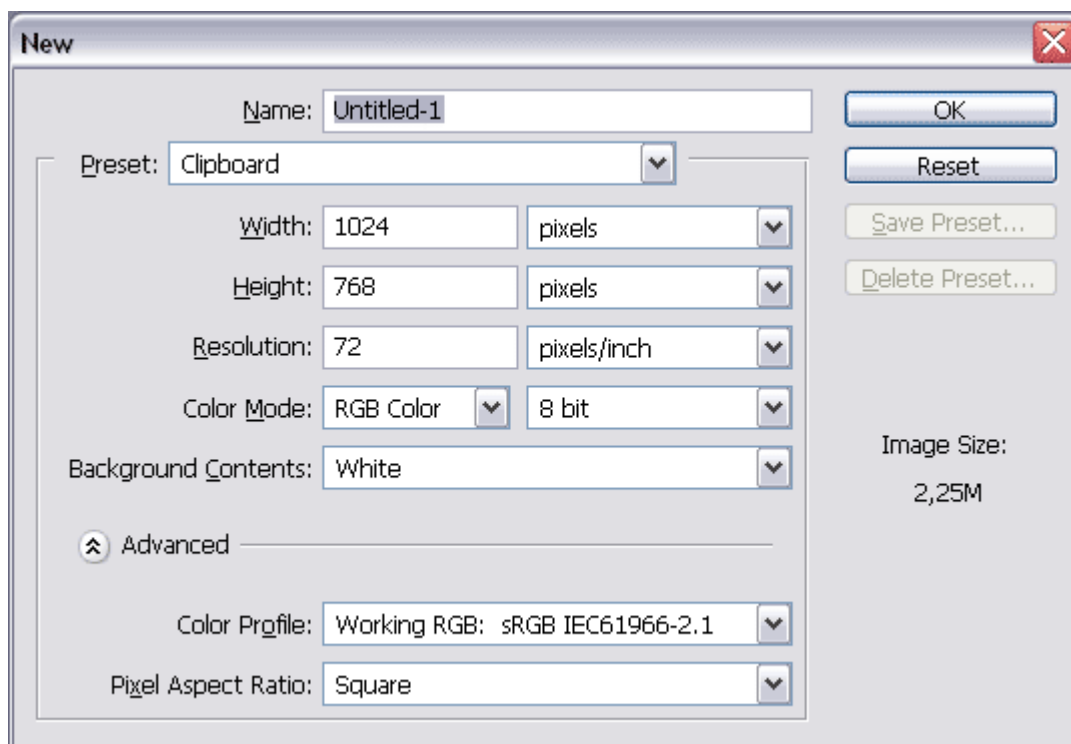 New
Name: Untitled-1
OK
Preset: Clipboard
Reset
Width: 1024 pixels
Save Preset...
Height: 768 pixels
Delete Preset...
Resolution: 72 pixels/inch
Color Mode: RGB Color 8 bit
Background Contents: White
Image Size:
2,25M
Advanced
Color Profile: Working RGB: sRGB IEC61966-2.1
Pixel Aspect Ratio: Square